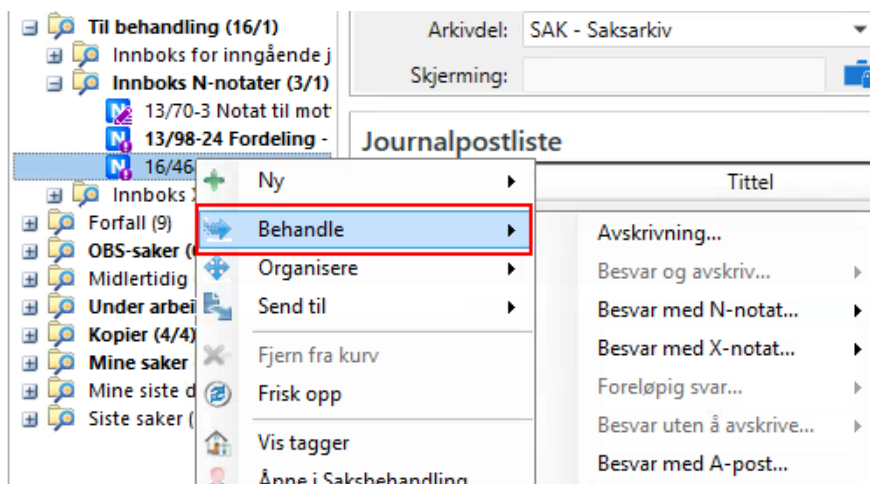 Til behandling (16/1)
Innboks for inngående j
Innboks N-notater (3/1)
13/70-3 Notat til mot
13/98-24 Fordeling -
16/46
Innboks
Forfall (9)
OBS-saker (
Midlertidig
Under arbei
Kopier (4/4)
Mine saker
Mine siste d
Siste saker (
Arkivdel: SAK - Saksarkiv
Skjerming:
Journalpostliste
Tittel
Ny
Behandle
Organisere
Send til
Fjern fra kurv
Frisk opp
Vis tagger
Åpne i Saksbehandling
Avskrivning...
Besvar og avskriv...
Besvar med N-notat...
Besvar med X-notat...
Foreløpig svar...
Besvar uten å avskrive...
Besvar med A-post...